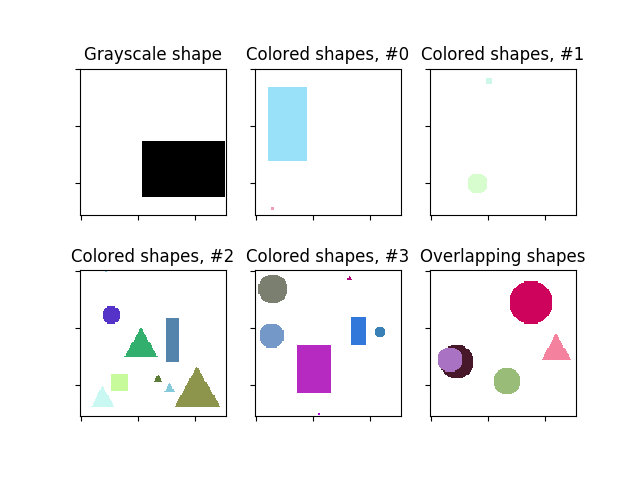 Grayscale shape
Colored shapes, #0
Colored shapes, #1
Colored shapes, #2
Colored shapes, #3
Overlapping shapes